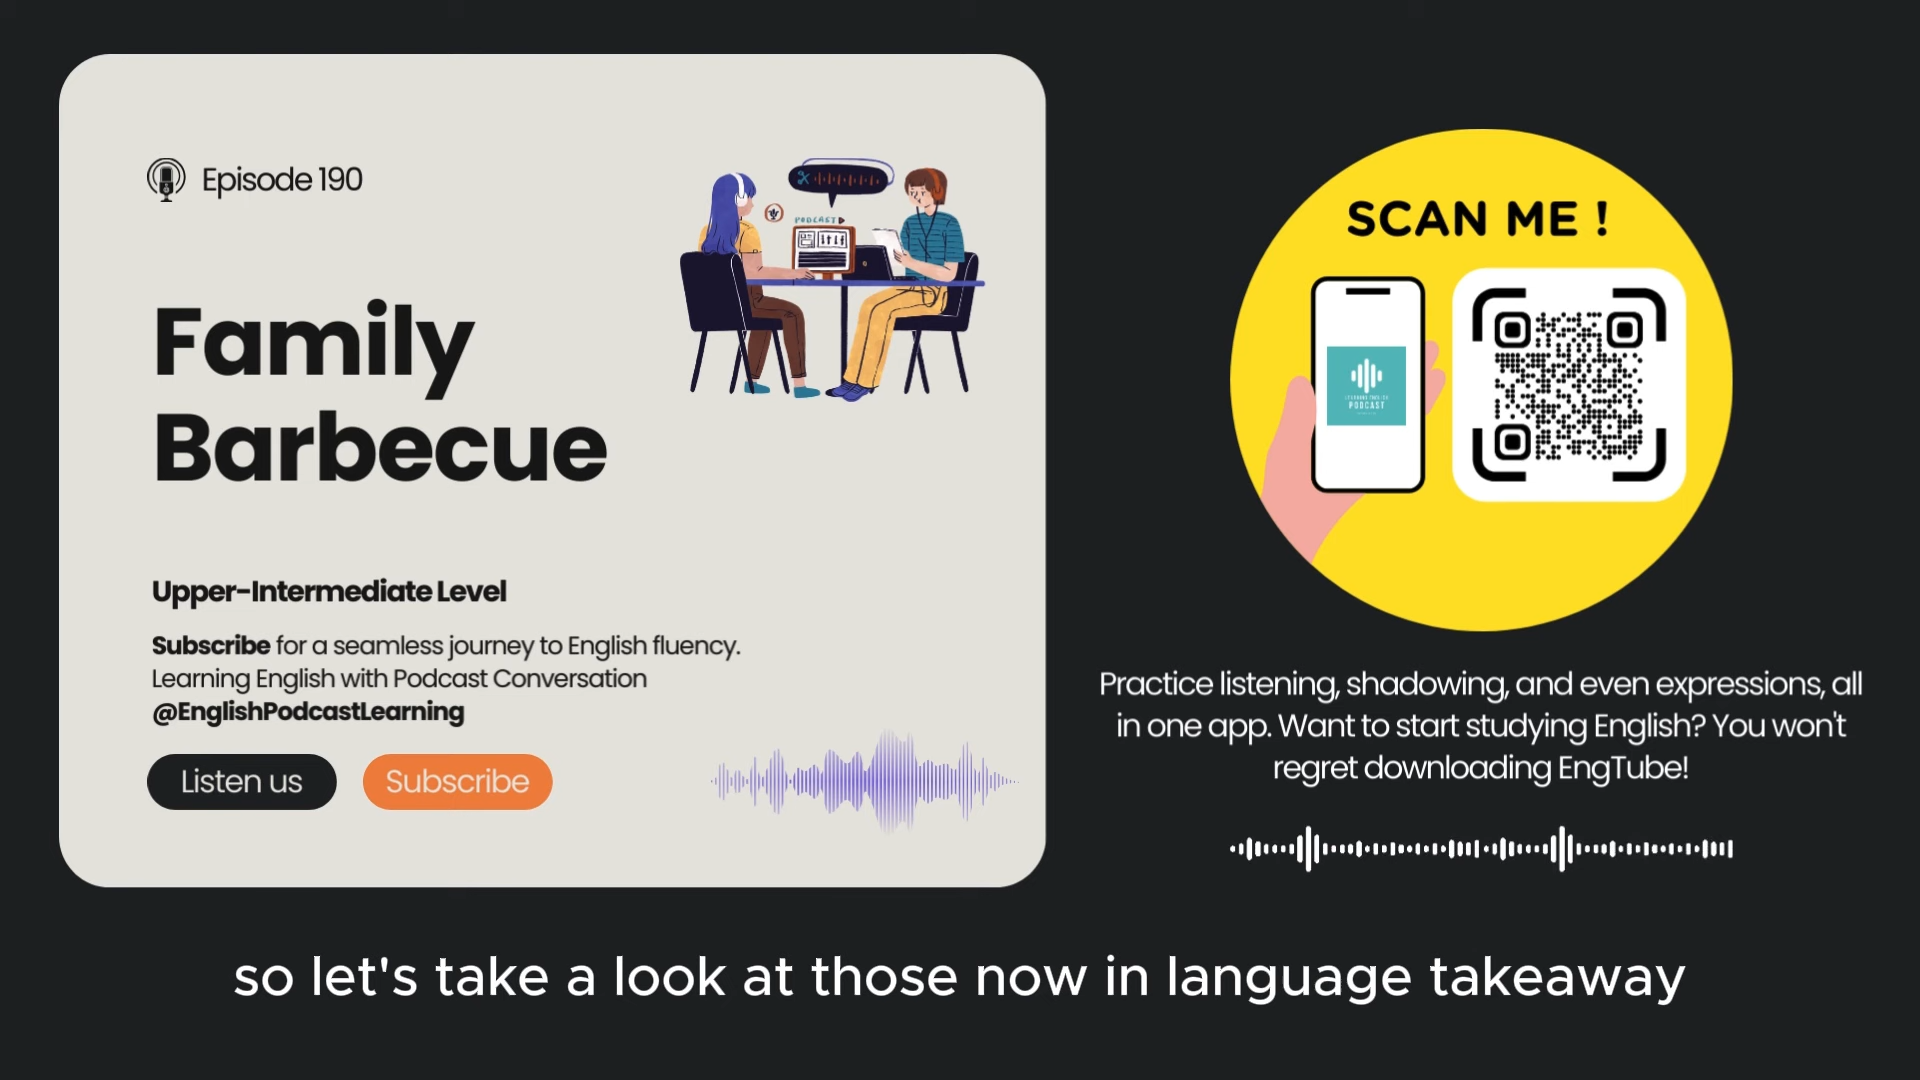 Episode 190
PODCAST
Family
Barbecue
Upper-Intermediate Level
Subscribe for a seamless journey to English fluency.
Learning English with Podcast Conversation
@EnglishPodcastLearning
Listen us
Subscribe
SCAN ME !
PODCAST
Practice listening, shadowing, and even expressions, all
in one app. Want to start studying English? You won't
regret downloading EngTube!
so let's take a look at those now in language takeaway